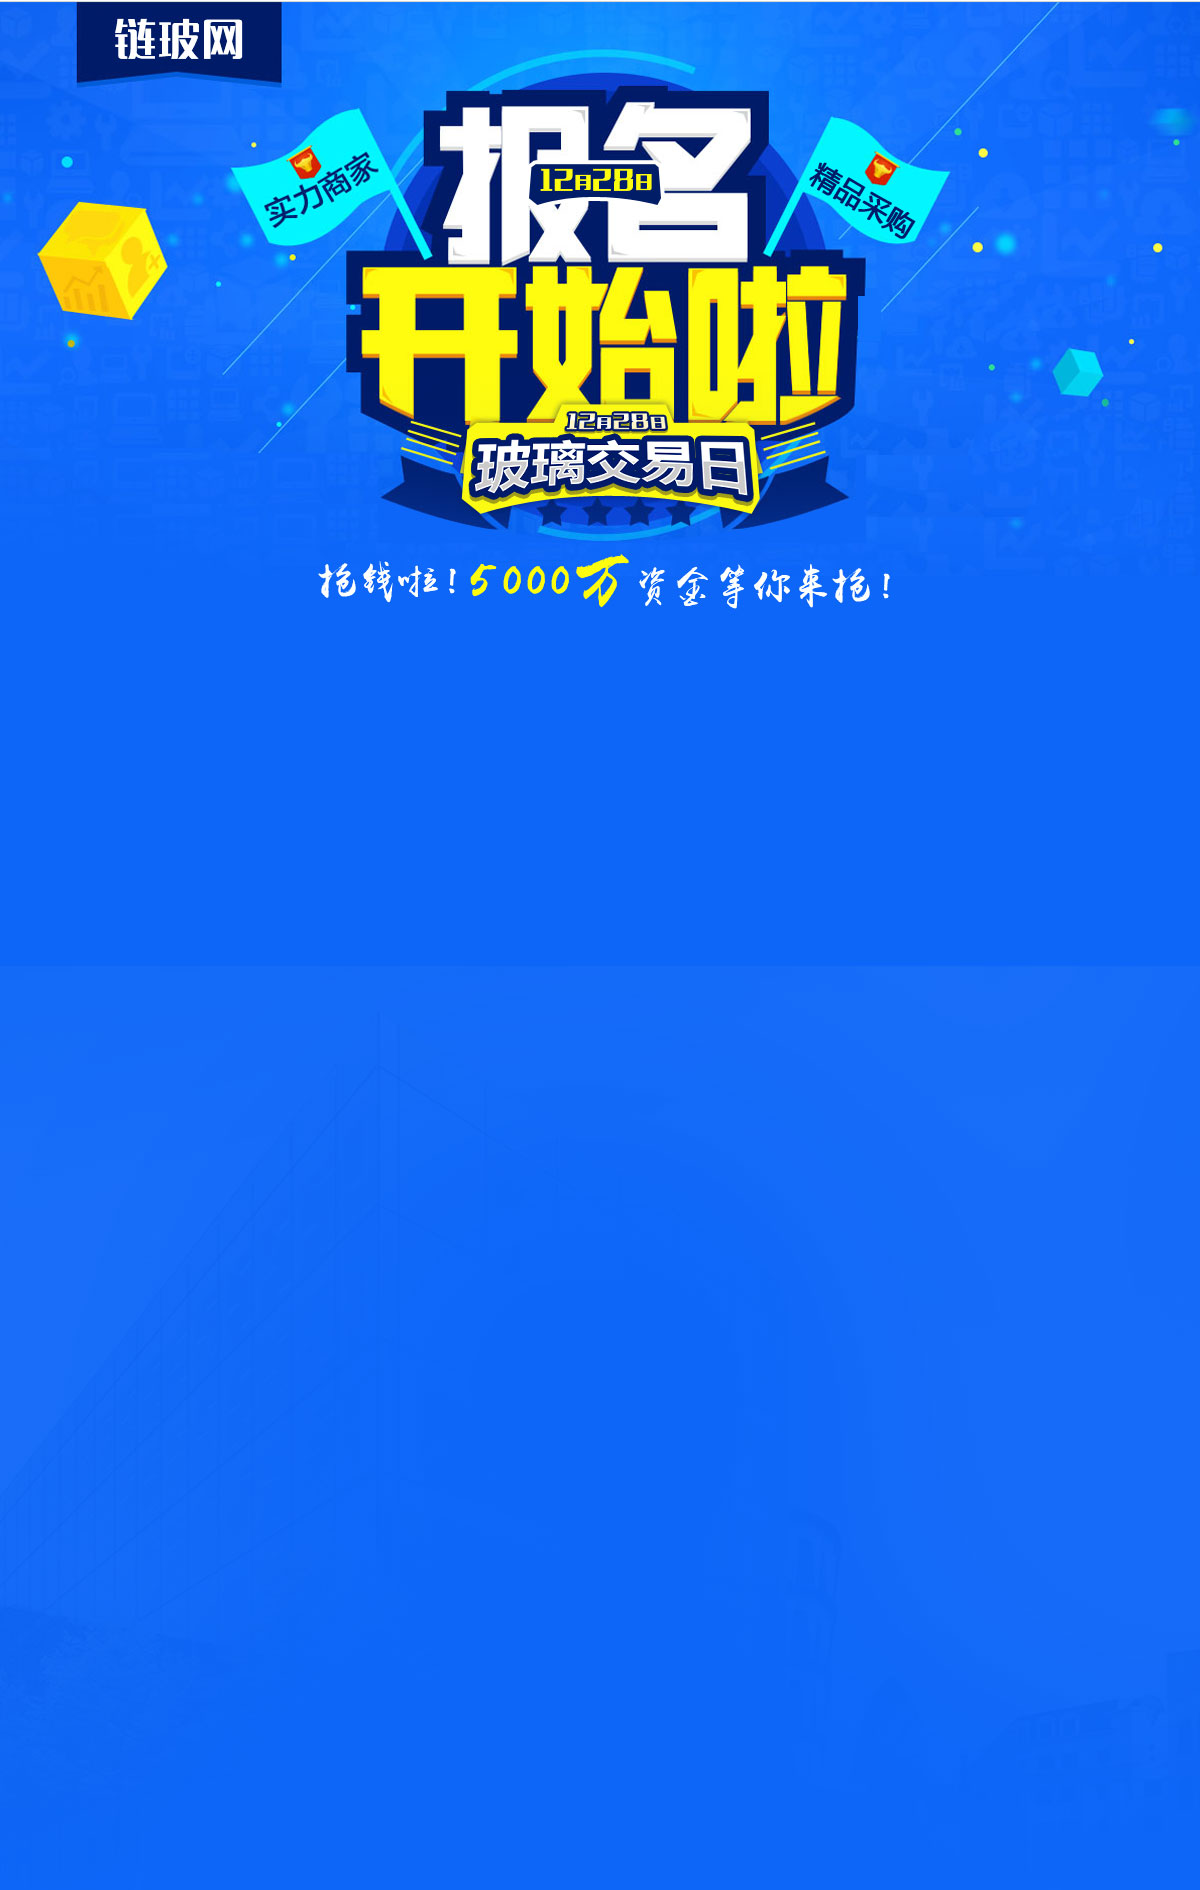 链玻网
报名
12月28日
实力商家
精品采购
开始啦
12月28日
玻璃交易日
抢钱啦！5000万资金等你来抢！